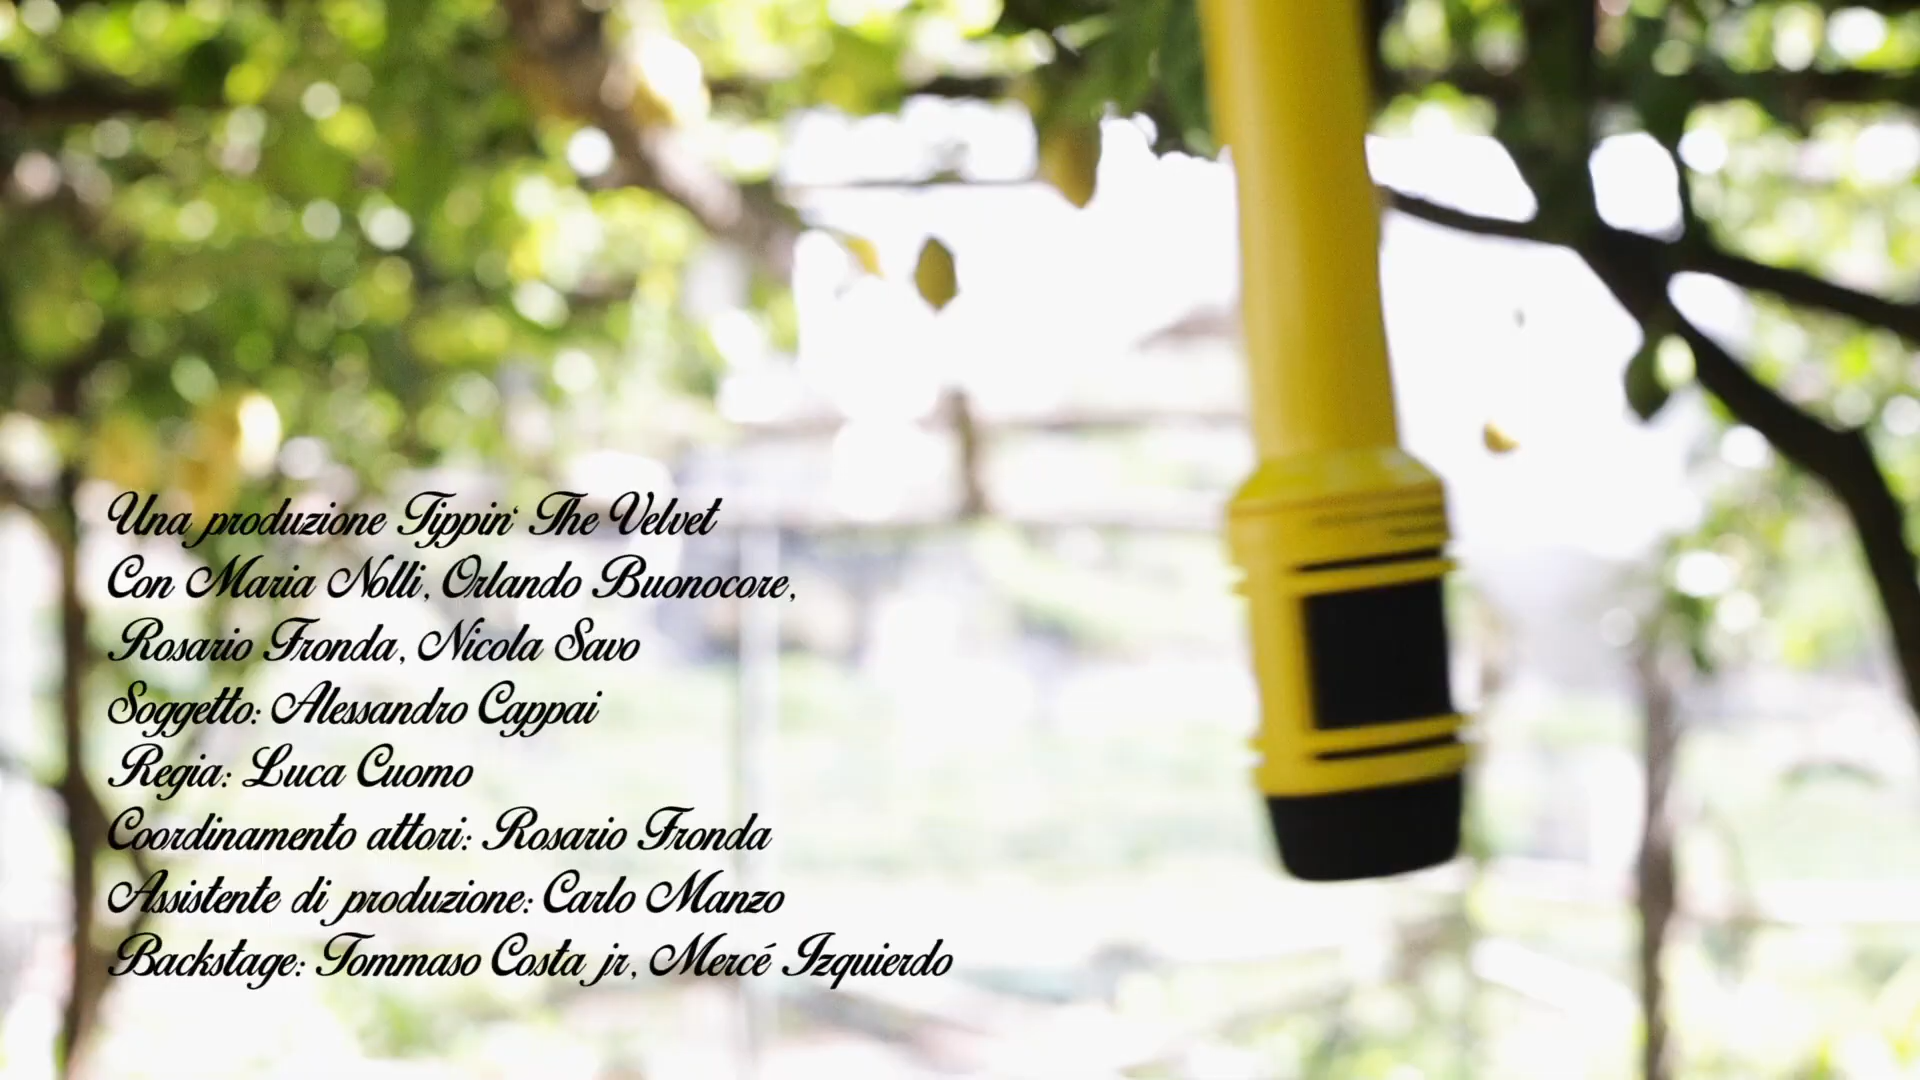 Una produzione Tippin' The Velvet
Con Maria Nolli, Orlando Buonocore,
Rosario Fronda, Nicola Savo
Soggetto: Alessandro Cappai
Regia: Luca Cuomo
Coordinamento attori: Rosario Fronda
Assistente di produzione: Carlo Manzo
Backstage: Tommaso Costa jr, Mercé Izquierdo